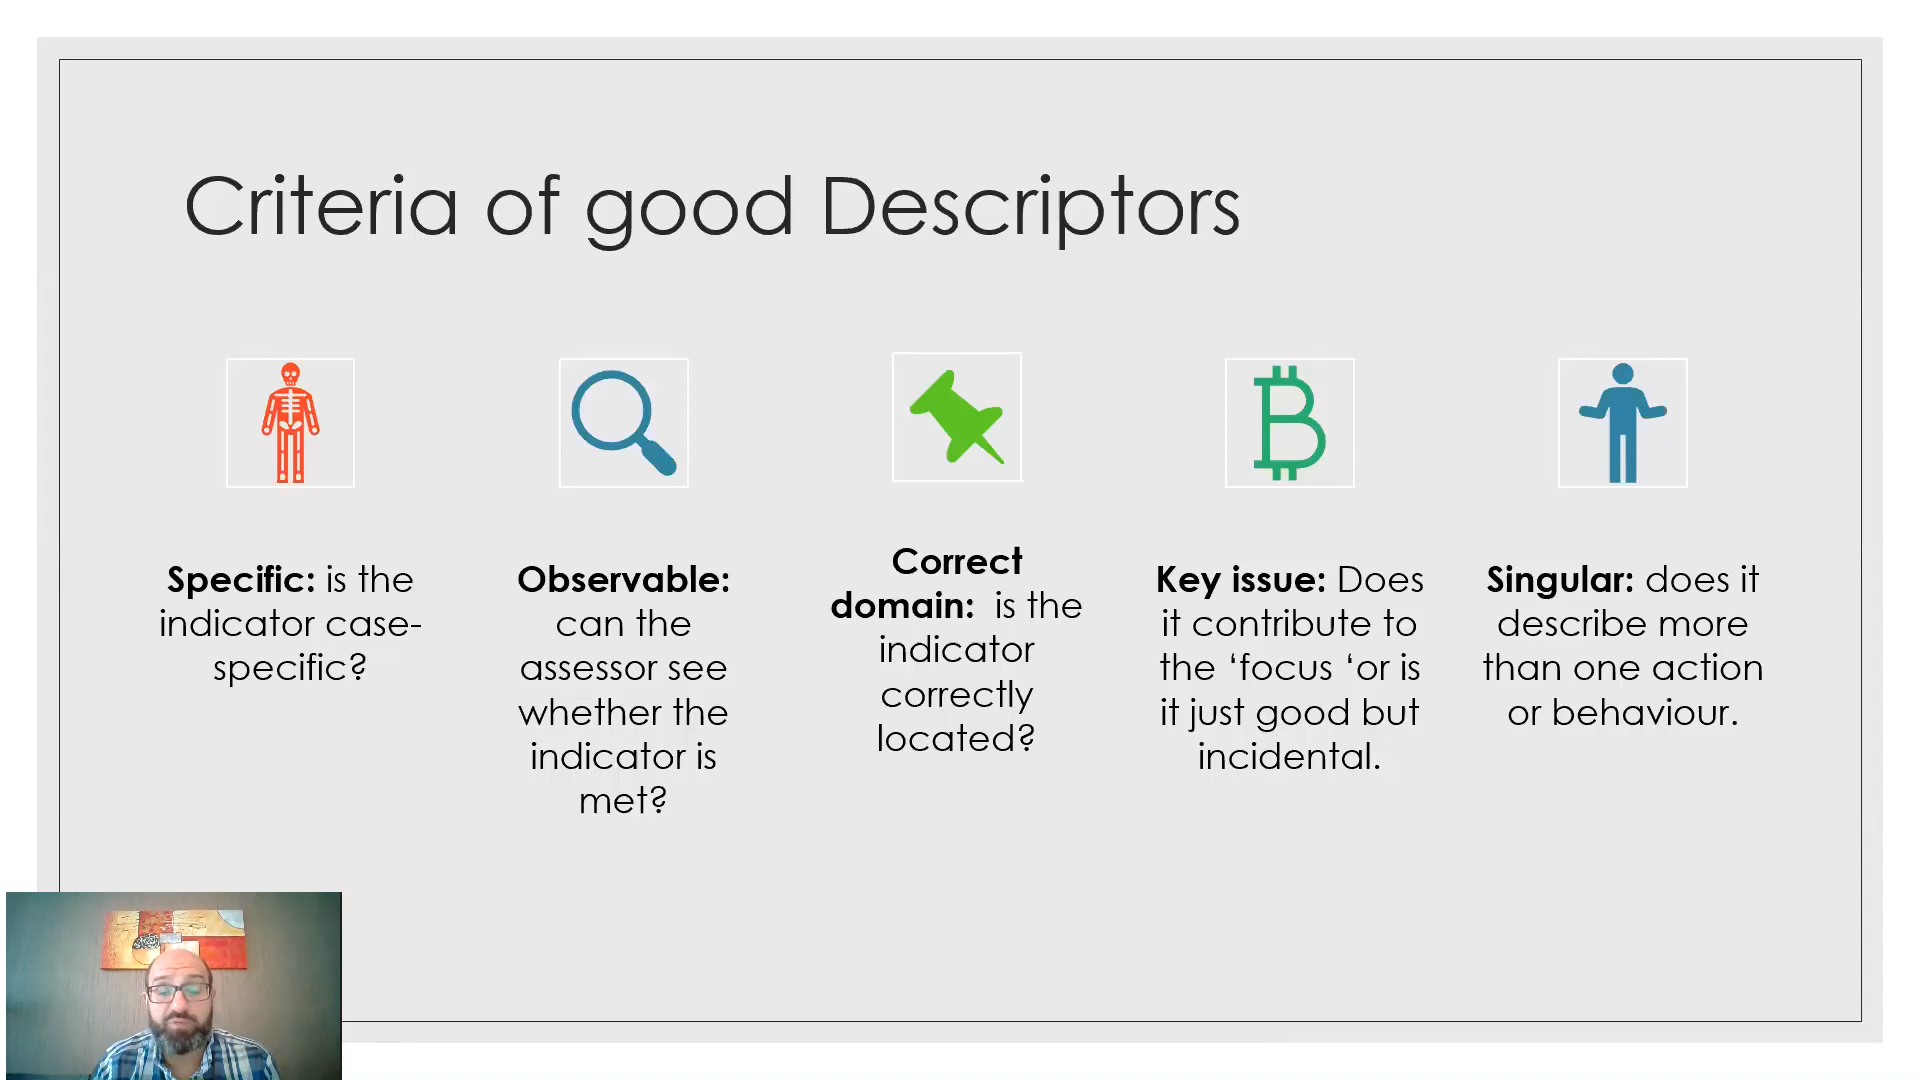 Criteria of good Descriptors
Specific: is the
indicator case-
specific?
Observable:
can the
assessor see
whether the
indicator is
met?
Correct
domain:  is the
indicator
correctly
located?
Key issue: Does
it contribute to
the ‘focus ‘or is
it just good but
incidental.
Singular: does it
describe more
than one action
or behaviour.